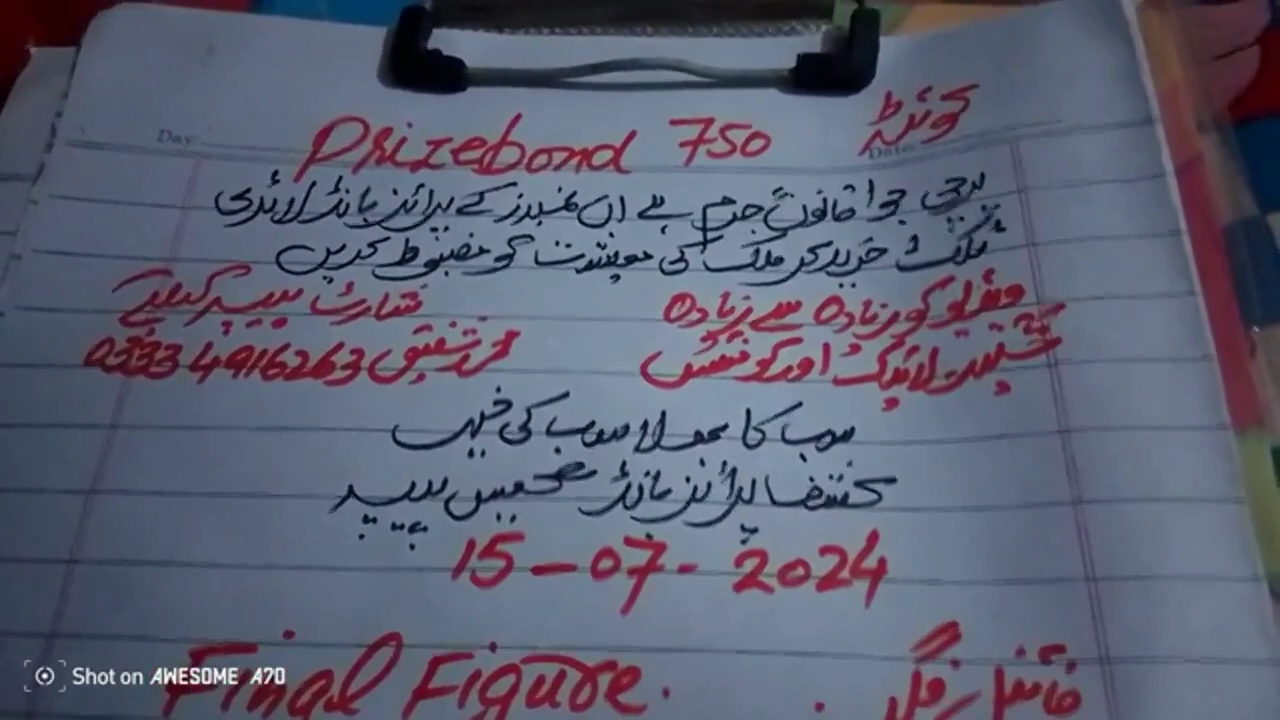 Day
Date
Prizebond 750 کوئٹہ
پرچی جوا قانوناً جرم ہے ان نمبرز کے پرائز بانڈ لاٹری
ٹکٹ خرید کر ملک کی معیشت کو مضبوط کریں
ویڈیو کو زیادہ سے زیادہ
شیئر لائیک اور کومنٹس
شارٹ پیپر کیلئے
محمد شفیق 0333 4916263
سب کا بھلا سب کی خیر
کشف پرائز بانڈ گیس پیپر
15-07-2024
Final Figure. فائنل فگر
Shot on AWESOME A70